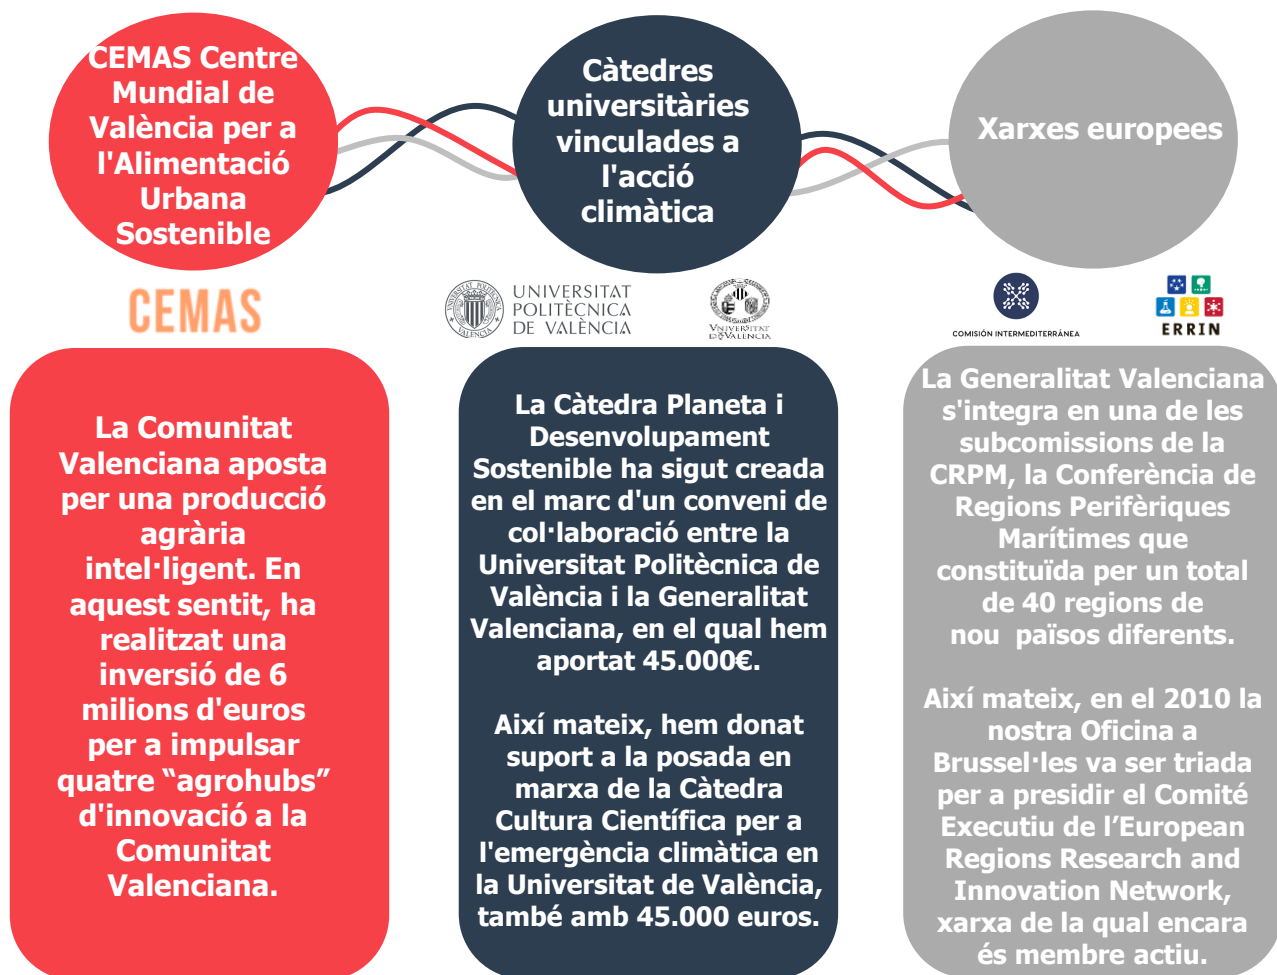 CEMAS Centre
Mundial de
València per a
l'Alimentació
Urbana
Sostenible
Càtedres
universitàries
vinculades a
l'acció
climàtica
Xarxes europees
CEMAS
UNIVERSITAT
POLITÈCNICA
DE VALÈNCIA
VNIVERSITAT
D VALÈNCIA
COMISIÓN INTERMEDITERRÁNEA
ERRIN
La Comunitat
Valenciana aposta
per una producció
agrària
intel·ligent. En
aquest sentit, ha
realitzat una
inversió de 6
milions d'euros
per a impulsar
quatre “agrohubs”
d'innovació a la
Comunitat
Valenciana.
La Càtedra Planeta i
Desenvolupament
Sostenible ha sigut creada
en el marc d'un conveni de
col·laboració entre la
Universitat Politècnica de
València i la Generalitat
Valenciana, en el qual hem
aportat 45.000€.
Així mateix, hem donat
suport a la posada en
marxa de la Càtedra
Cultura Científica per a
l'emergència climàtica en
la Universitat de València,
també amb 45.000 euros.
La Generalitat Valenciana
s'integra en una de les
subcomissions de la
CRPM, la Conferència de
Regions Perifèriques
Marítimes que
constituïda per un total
de 40 regions de
nou  països diferents.
Així mateix, en el 2010 la
nostra Oficina a
Brussel·les va ser triada
per a presidir el Comité
Executiu de l’European
Regions Research and
Innovation Network,
xarxa de la qual encara
és membre actiu.